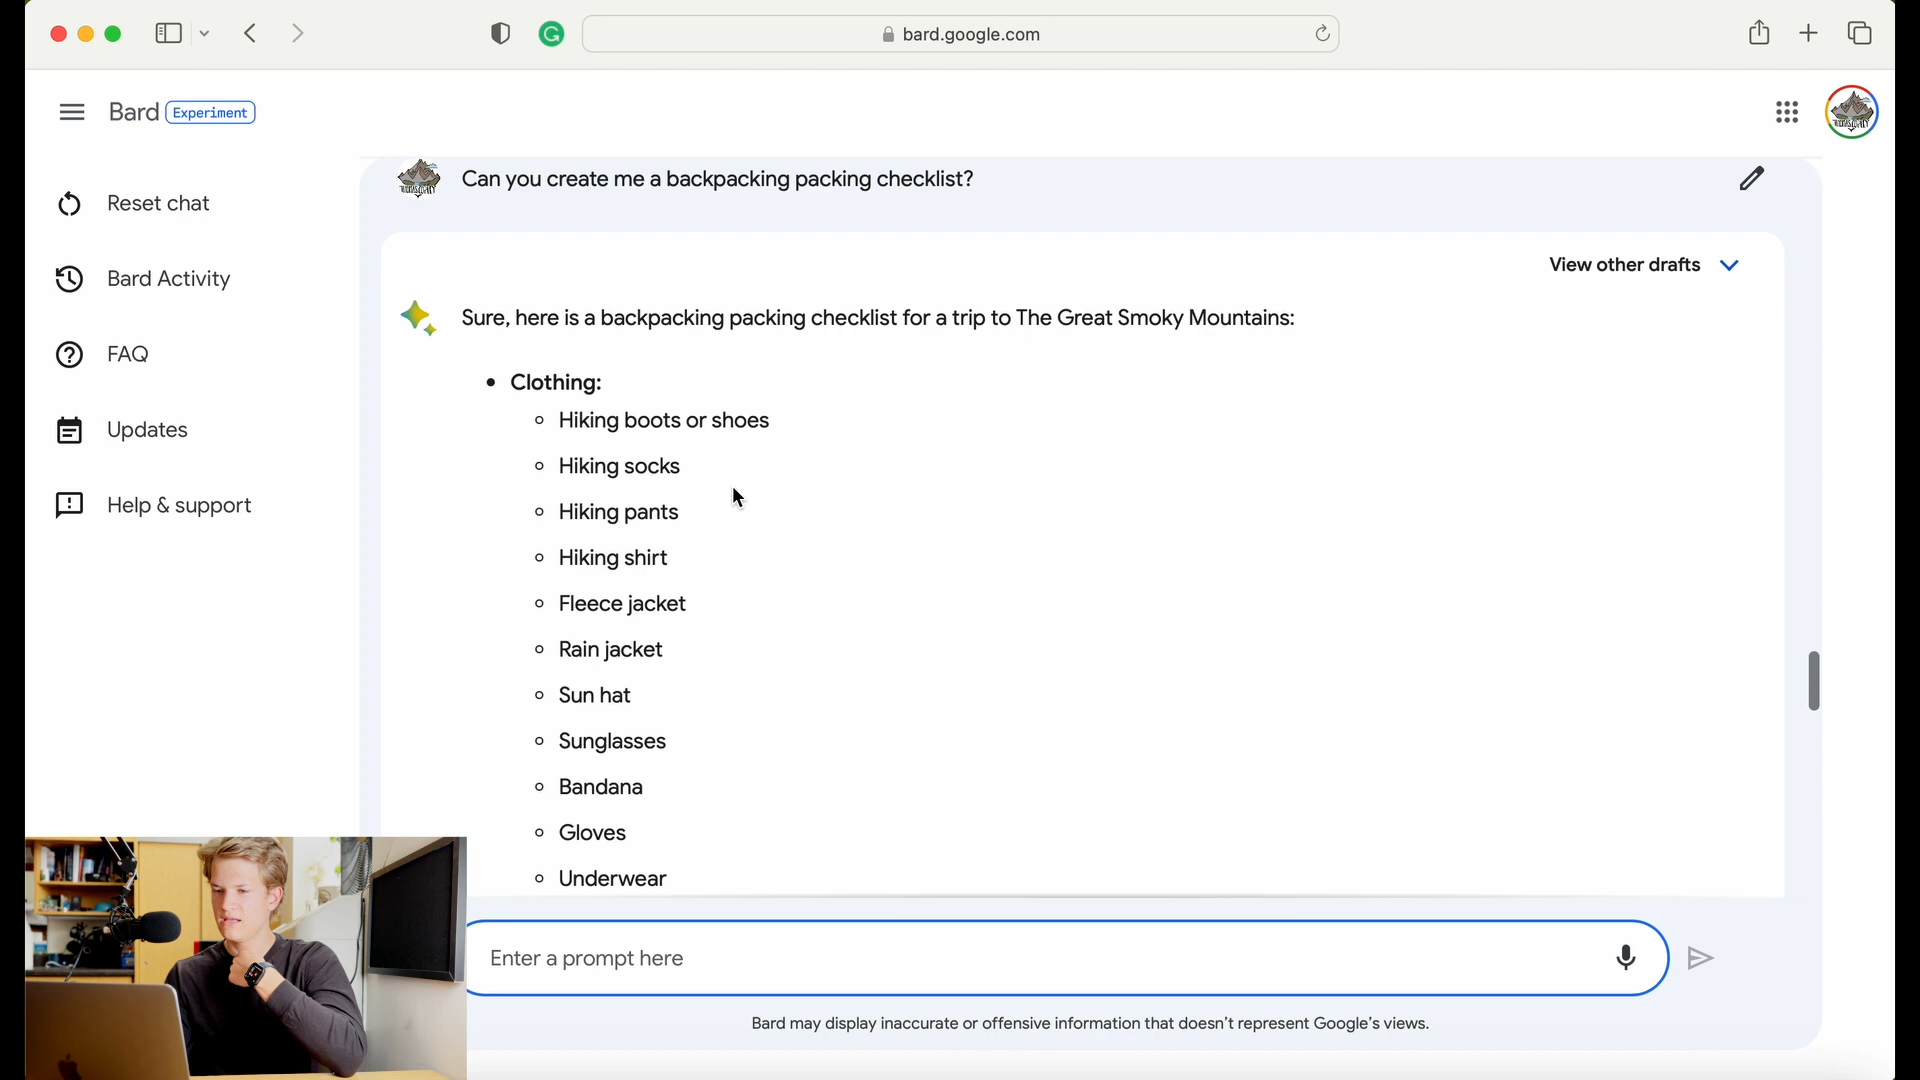 bard.google.com
Bard Experiment
Reset chat
Bard Activity
FAQ
Updates
Help & support
Can you create me a backpacking packing checklist?
View other drafts
Sure, here is a backpacking packing checklist for a trip to The Great Smoky Mountains:
• Clothing:
◦ Hiking boots or shoes
◦ Hiking socks
◦ Hiking pants
◦ Hiking shirt
◦ Fleece jacket
◦ Rain jacket
◦ Sun hat
◦ Sunglasses
◦ Bandana
◦ Gloves
◦ Underwear
Enter a prompt here
Bard may display inaccurate or offensive information that doesn’t represent Google’s views.